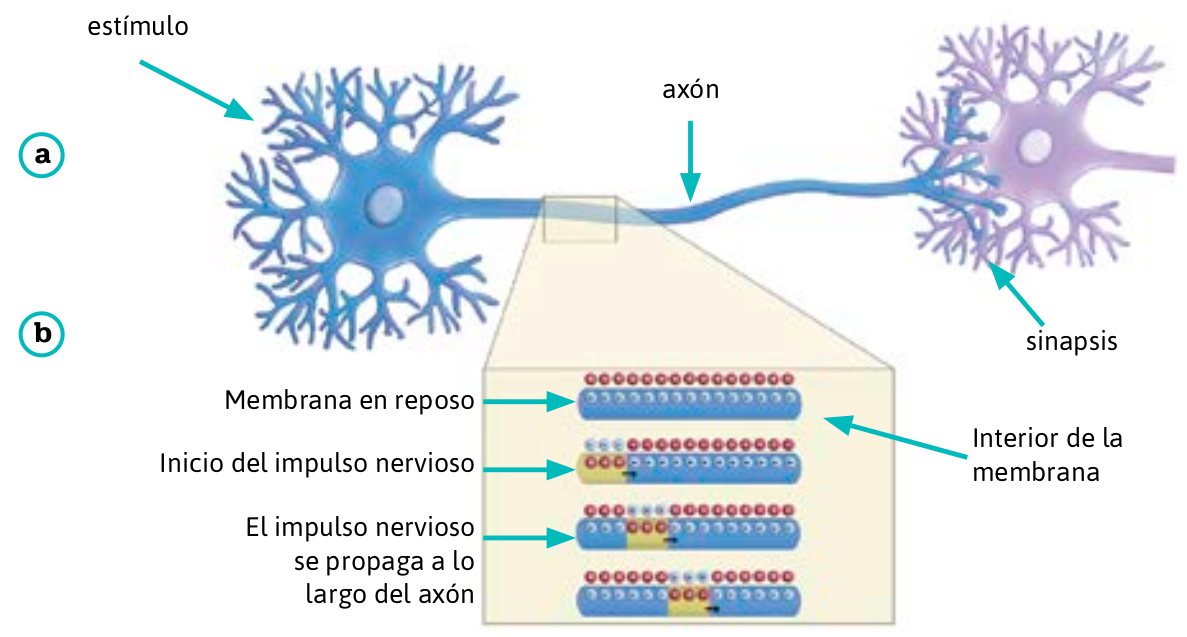 estímulo
axón
a
sinapsis
b
Membrana en reposo
Interior de la
membrana
Inicio del impulso nervioso
El impulso nervioso
se propaga a lo
largo del axón